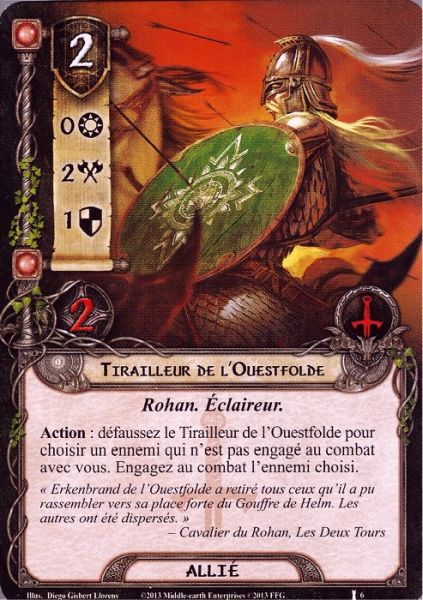 2
0
2
1
2
Tirailleur de l'Ouestfolde
Rohan. Éclaireur.
Action : défaussez le Tirailleur de l'Ouestfolde pour
choisir un ennemi qui n'est pas engagé au combat
avec vous. Engagez au combat l'ennemi choisi.
« Erkenbrand de l'Ouestfolde a retiré tous ceux qu'il a pu
rassembler vers sa place forte du Gouffre de Helm. Les
autres ont été dispersés. »
– Cavalier du Rohan, Les Deux Tours
ALLIÉ
Illus. Diego Gisbert Llorens ©2013 Middle-earth Enterprises ©2013 FFG 6